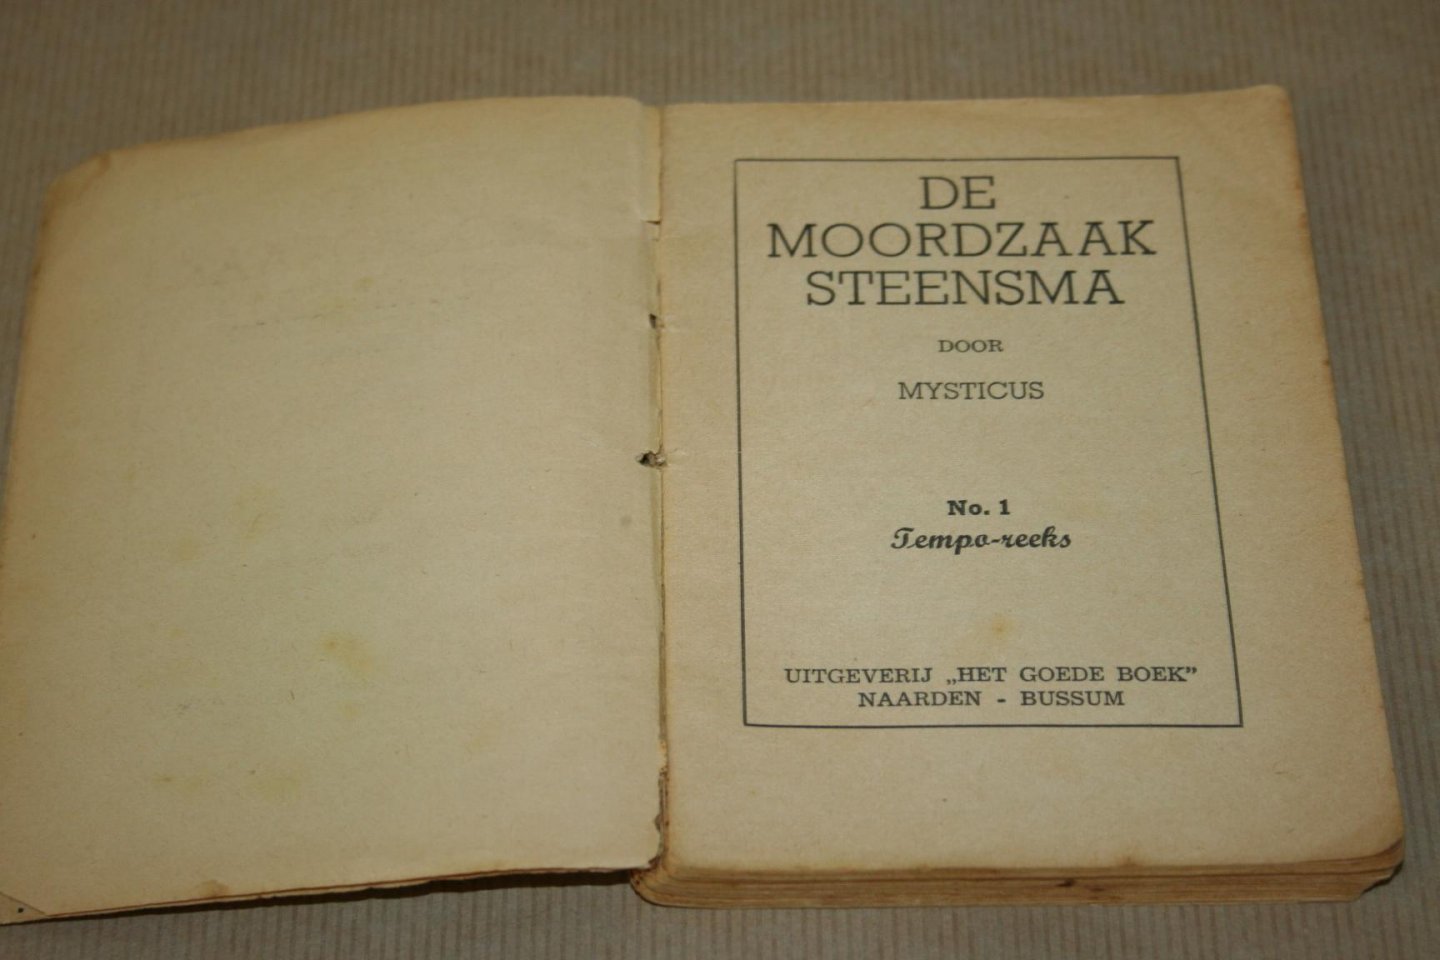 DE
MOORDZAAK
STEENSMA
DOOR
MYSTICUS
No. 1
Tempo-reeks
UITGEVERIJ „HET GOEDE BOEK”
NAARDEN - BUSSUM